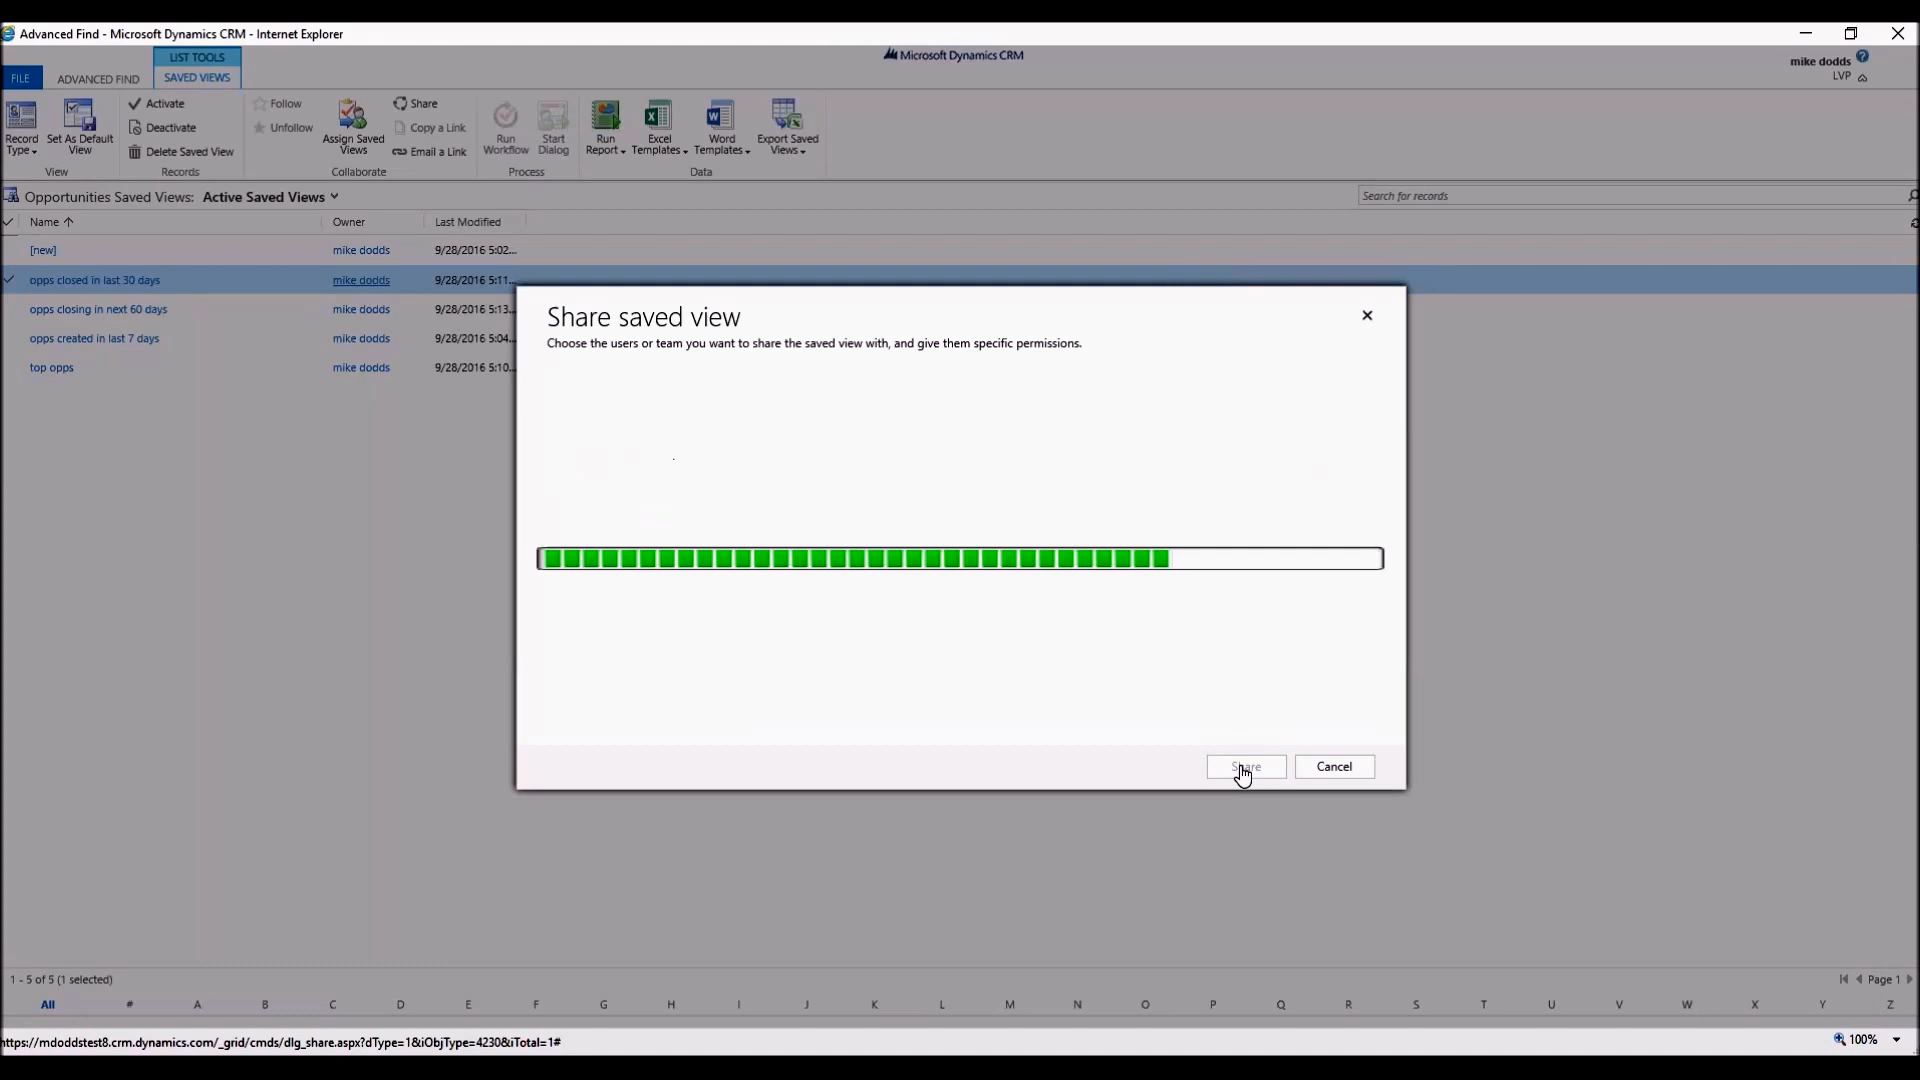 Advanced Find - Microsoft Dynamics CRM - Internet Explorer
LIST TOOLS
Microsoft Dynamics CRM
mike dodds
LVP
FILE
ADVANCED FIND
SAVED VIEWS
Record Type
Set As Default View
Activate
Deactivate
Delete Saved View
Follow
Unfollow
Assign Saved Views
Share
Copy a Link
Email a Link
Run Workflow
Start Dialog
Run Report
Excel Templates
Word Templates
Export Saved Views
View
Records
Collaborate
Process
Data
Opportunities Saved Views: Active Saved Views
Search for records
Name Owner Last Modified
[new] mike dodds 9/28/2016 5:02...
opps closed in last 30 days mike dodds 9/28/2016 5:11...
opps closing in next 60 days mike dodds 9/28/2016 5:13...
opps created in last 7 days mike dodds 9/28/2016 5:04...
top opps mike dodds 9/28/2016 5:10...
Share saved view
Choose the users or team you want to share the saved view with, and give them specific permissions.
Share Cancel
1 - 5 of 5 (1 selected)
Page 1
All # A B C D E F G H I J K L M N O P Q R S T U V W X Y Z
https://mdoddstest8.crm.dynamics.com/_grid/cmds/dlg_share.aspx?dType=1&iObjType=4230&iTotal=1#
100%